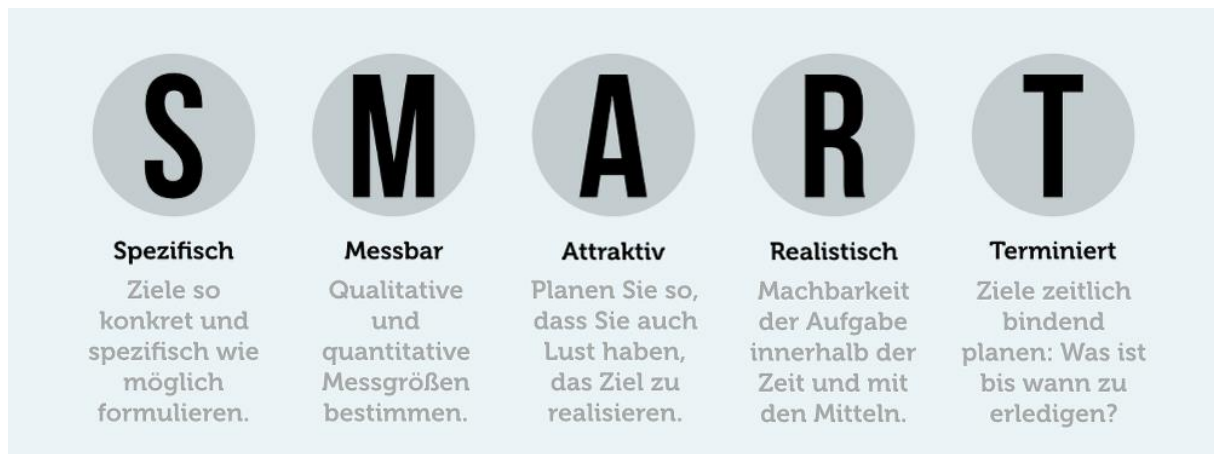 S
M
A
R
T
Spezifisch
Ziele so
konkret und
spezifisch wie
möglich
formulieren.
Messbar
Qualitative
und
quantitative
Messgrößen
bestimmen.
Attraktiv
Planen Sie so,
dass Sie auch
Lust haben,
das Ziel zu
realisieren.
Realistisch
Machbarkeit
der Aufgabe
innerhalb der
Zeit und mit
den Mitteln.
Terminiert
Ziele zeitlich
bindend
planen: Was ist
bis wann zu
erledigen?